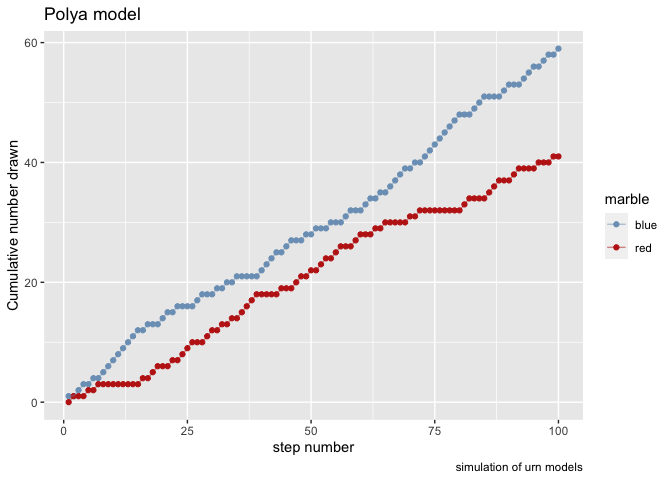 Polya model
60
40
20
0
Cumulative number drawn
0 25 50 75 100
step number
marble
blue
red
simulation of urn models